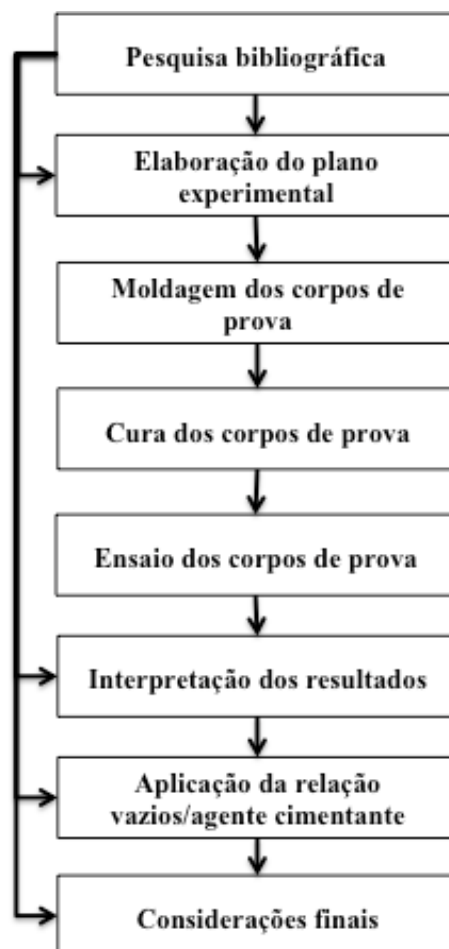 Pesquisa bibliográfica
Elaboração do plano
experimental
Moldagem dos corpos de
prova
Cura dos corpos de prova
Ensaio dos corpos de prova
Interpretação dos resultados
Aplicação da relação
vazios/agente cimentante
Considerações finais